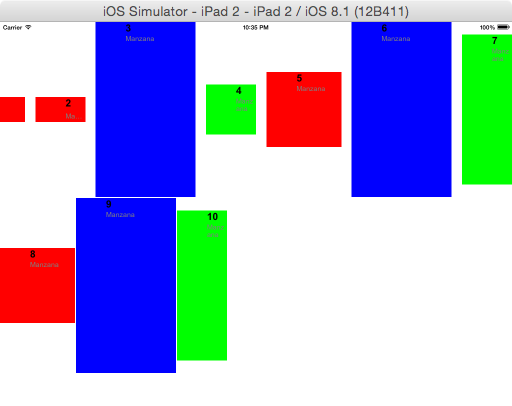 iOS Simulator - iPad 2 - iPad 2 / iOS 8.1 (12B411)
Carrier 10:35 PM 100%
3
Manzana
6
Manzana
7
Manz
ana
5
Manzana
4
Manz
ana
2
Ma...
9
Manzana
10
Manz
ana
8
Manzana